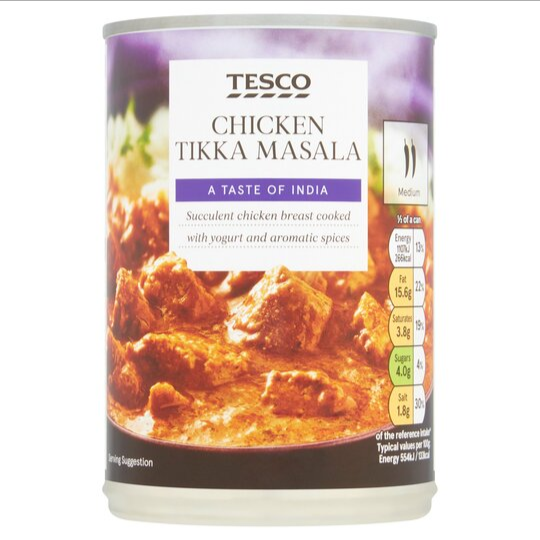 TESCO
CHICKEN
TIKKA MASALA
A TASTE OF INDIA
Succulent chicken breast cooked
with yogurt and aromatic spices
Medium
½ of a can
Energy
1107kJ
266kcal
13%
Fat
15.6g
22%
Saturates
3.8g
19%
Sugars
4.0g
4%
Salt
1.8g
30%
of the reference intake*
Typical values per 100g:
Energy 554kJ / 133kcal
Serving Suggestion